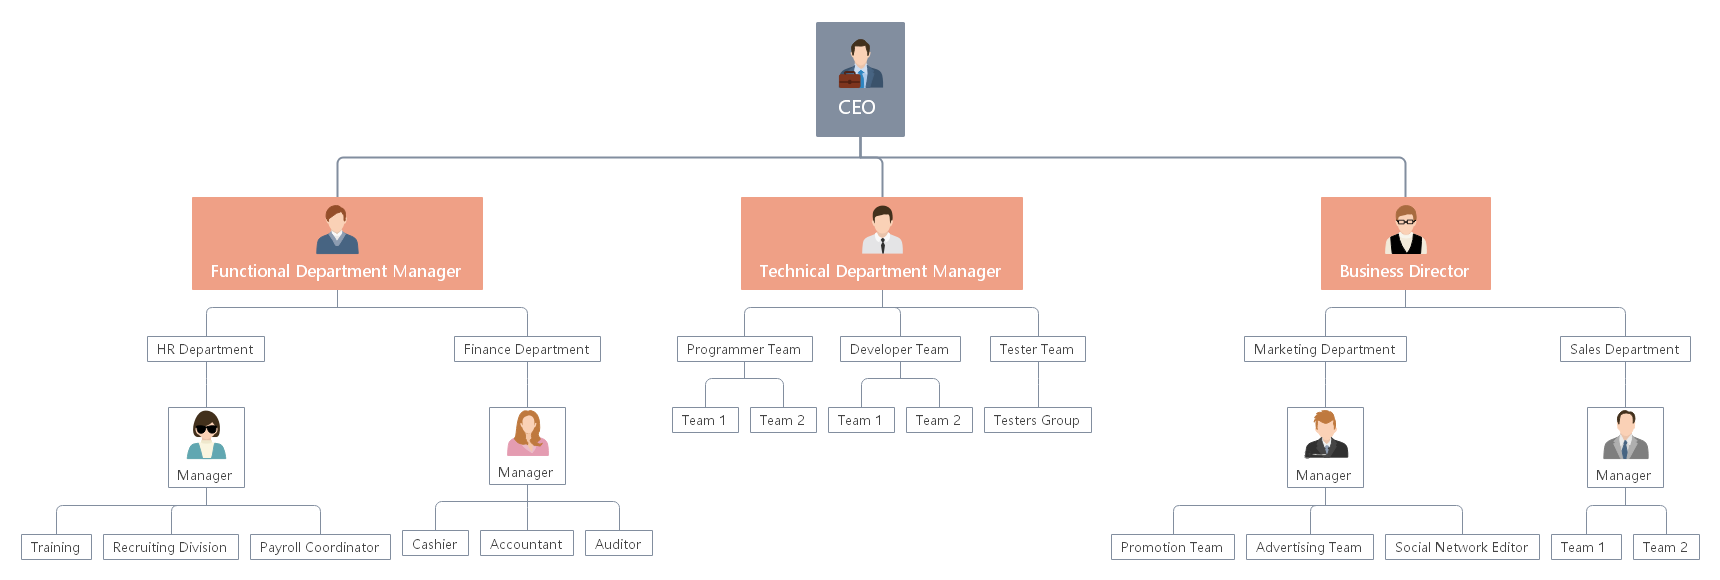 CEO
Functional Department Manager
Technical Department Manager
Business Director
HR Department
Finance Department
Programmer Team
Developer Team
Tester Team
Marketing Department
Sales Department
Team 1
Team 2
Team 1
Team 2
Testers Group
Manager
Manager
Manager
Manager
Training
Recruiting Division
Payroll Coordinator
Cashier
Accountant
Auditor
Promotion Team
Advertising Team
Social Network Editor
Team 1
Team 2